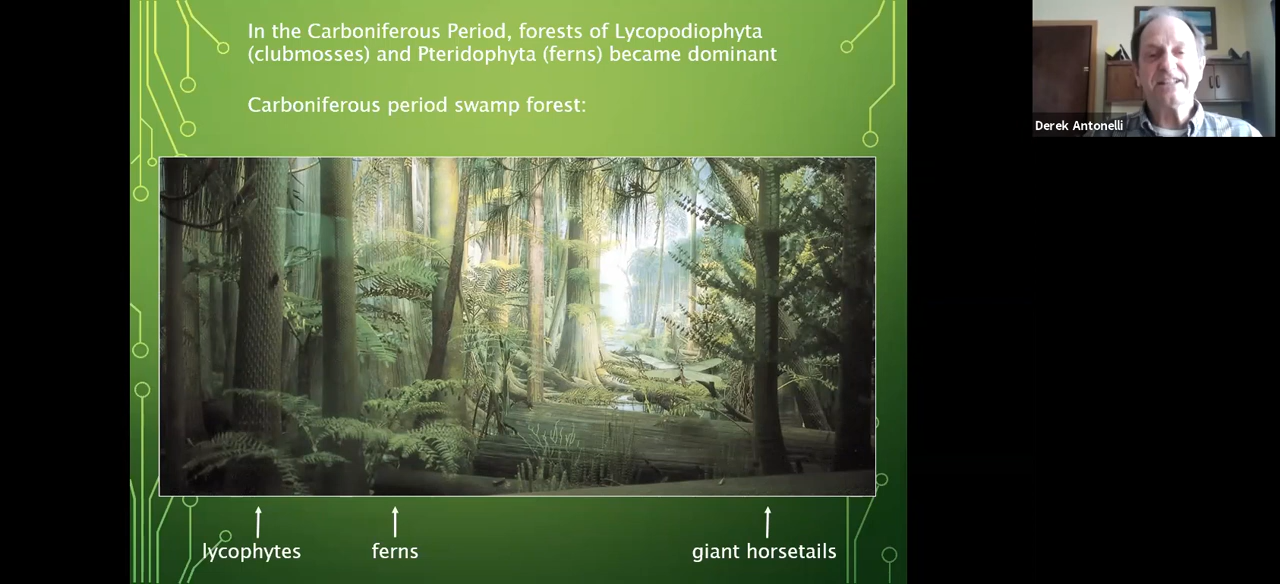 In the Carboniferous Period, forests of Lycopodiophyta
(clubmosses) and Pteridophyta (ferns) became dominant
Carboniferous period swamp forest:
Derek Antonelli
lycophytes
ferns
giant horsetails